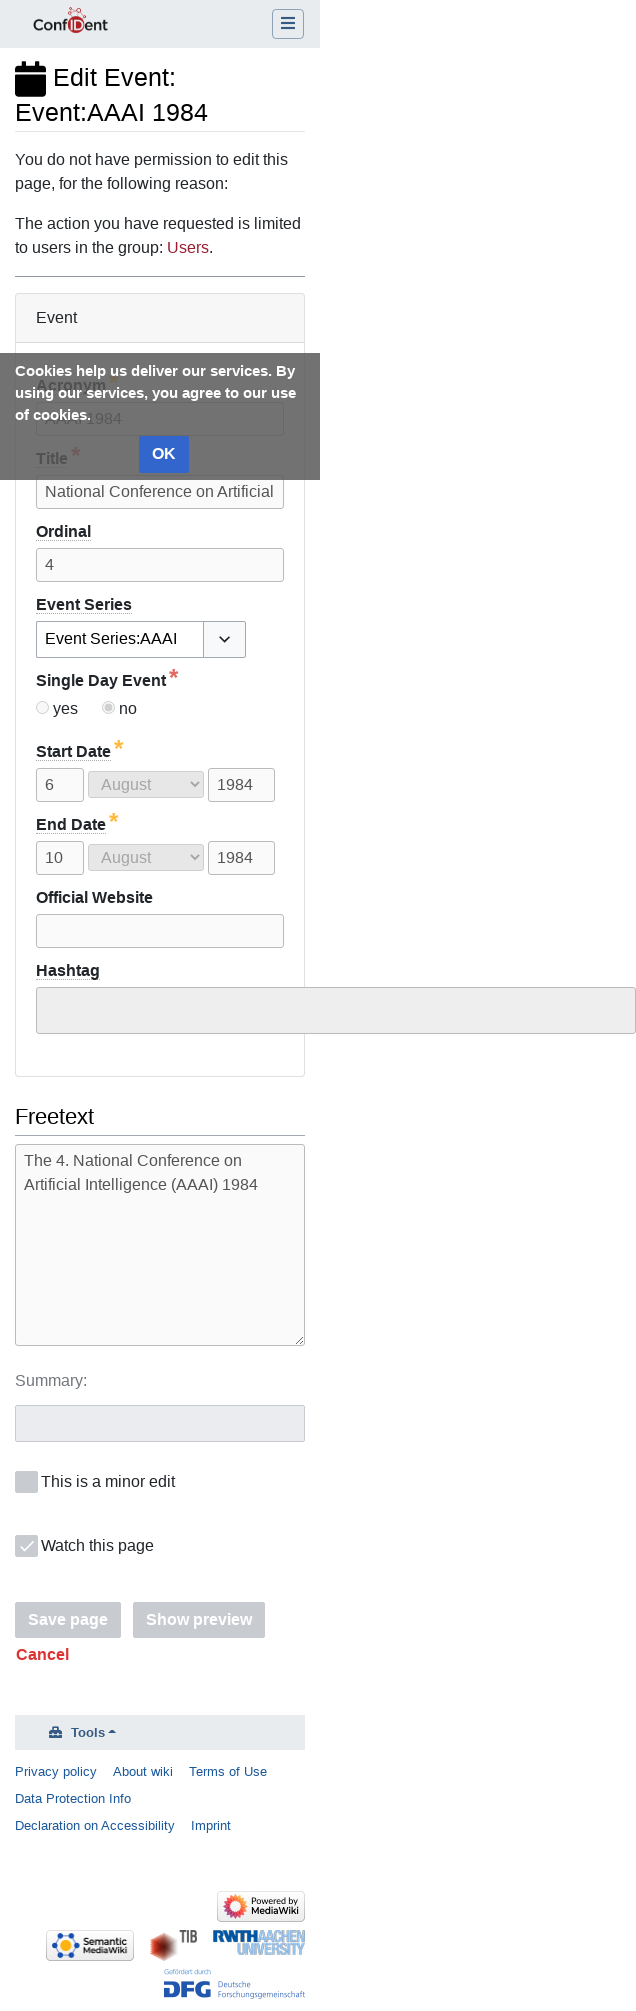 ConfIDent
Edit Event:
Event:AAAI 1984
You do not have permission to edit this
page, for the following reason:
The action you have requested is limited
to users in the group: Users.
Event
Cookies help us deliver our services. By
using our services, you agree to our use
of cookies.
OK
Acronym *
AAAI 1984
Title *
National Conference on Artificial
Ordinal
4
Event Series
Event Series:AAAI
Single Day Event *
yes no
Start Date *
6 August 1984
End Date *
10 August 1984
Official Website
Hashtag
Freetext
The 4. National Conference on
Artificial Intelligence (AAAI) 1984
Summary:
This is a minor edit
Watch this page
Save page Show preview
Cancel
Tools
Privacy policy About wiki Terms of Use
Data Protection Info
Declaration on Accessibility Imprint
Powered by
MediaWiki
Semantic
MediaWiki
TIB
RWTHAACHEN
UNIVERSITY
Gefördert durch
DFG Deutsche
Forschungsgemeinschaft